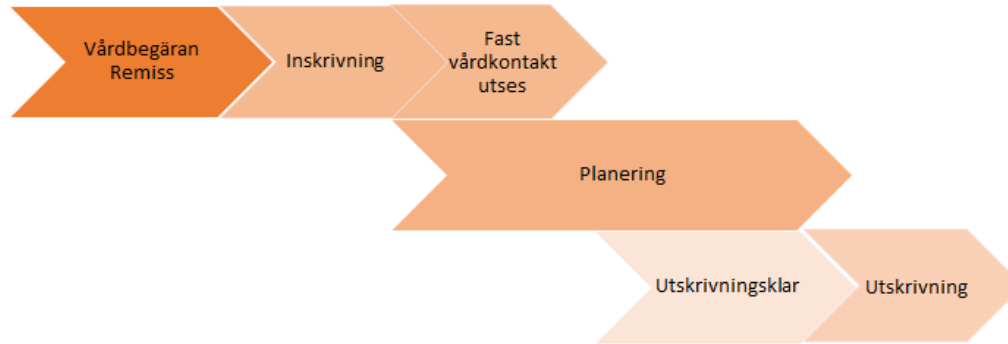 Vårdbegäran
Remiss
Inskrivning
Fast
vårdkontakt
utses
Planering
Utskrivningsklar
Utskrivning